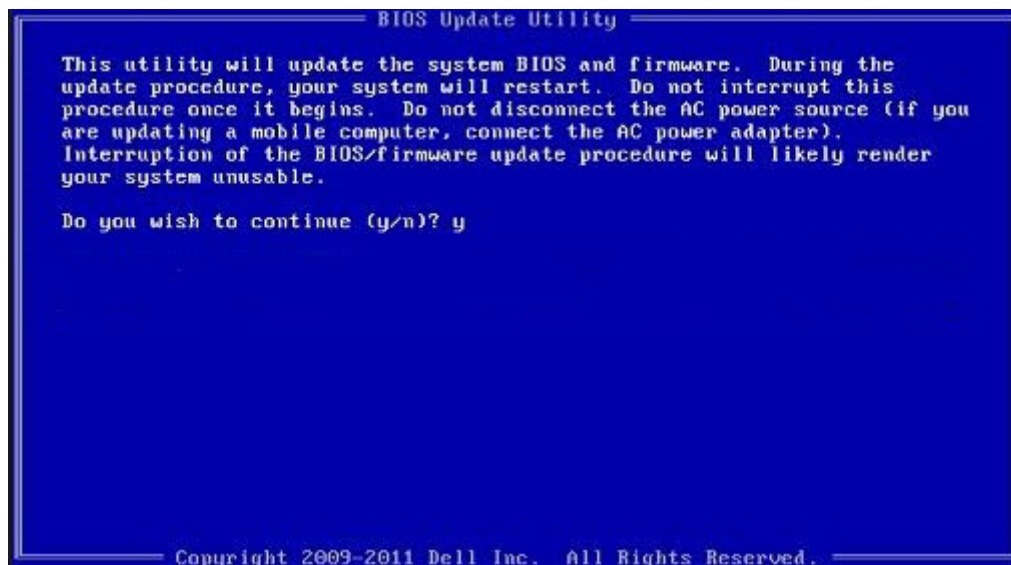 BIOS Update Utility
This utility will update the system BIOS and firmware. During the
update procedure, your system will restart. Do not interrupt this
procedure once it begins. Do not disconnect the AC power source (if you
are updating a mobile computer, connect the AC power adapter).
Interruption of the BIOS/firmware update procedure will likely render
your system unusable.
Do you wish to continue (y/n)? y
Copyright 2009-2011 Dell Inc. All Rights Reserved.